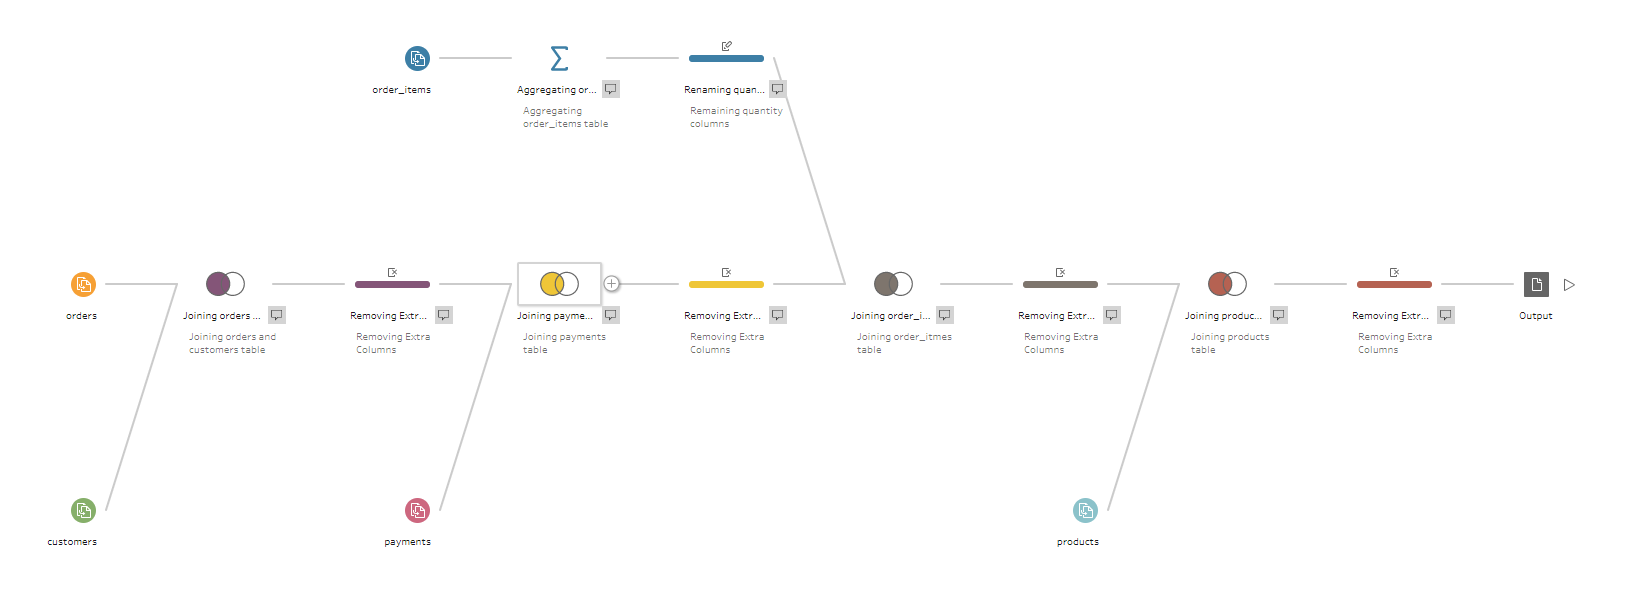 order_items
Aggregating or...
Aggregating
order_items table
Renaming quan...
Remaining quantity
columns
orders
Joining orders ...
Joining orders and
customers table
Removing Extr...
Removing Extra
Columns
Joining payme...
Joining payments
table
Removing Extr...
Removing Extra
Columns
Joining order_i...
Joining order_itmes
table
Removing Extr...
Removing Extra
Columns
Joining produc...
Joining products
table
Removing Extr...
Removing Extra
Columns
Output
customers
payments
products